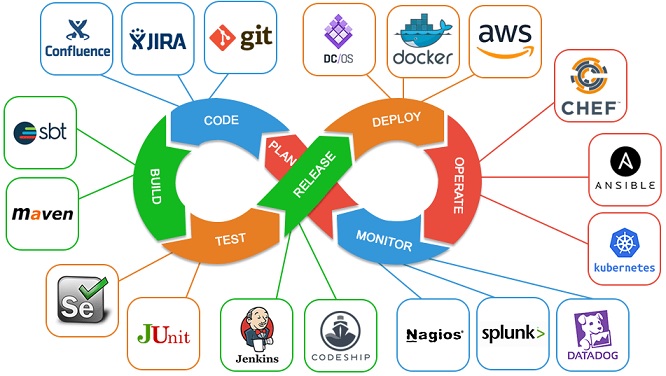 Confluence
JIRA
git
DC/OS
docker
aws
CHEF™
sbt
CODE
DEPLOY
PLAN
RELEASE
BUILD
OPERATE
ANSIBLE
maven
TEST
MONITOR
kubernetes
Se
JUnit
Jenkins
CODESHIP
Nagios®
splunk>
DATADOG